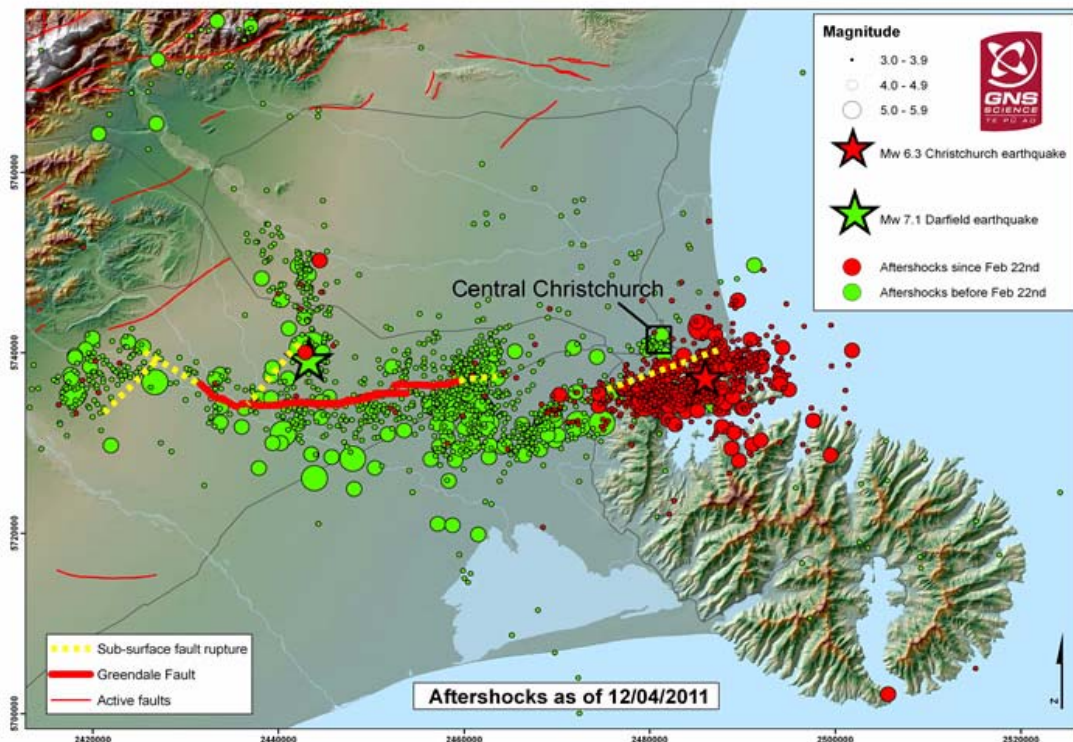 Magnitude
3.0 - 3.9
4.0 - 4.9
5.0 - 5.9
GNS
SCIENCE
TE PŪ AO
Mw 6.3 Christchurch earthquake
Mw 7.1 Darfield earthquake
Aftershocks since Feb 22nd
Aftershocks before Feb 22nd
Central Christchurch
5760000
5740000
5720000
5700000
Sub-surface fault rupture
Greendale Fault
Active faults
Aftershocks as of 12/04/2011
N
2420000
2440000
2460000
2480000
2500000
2520000